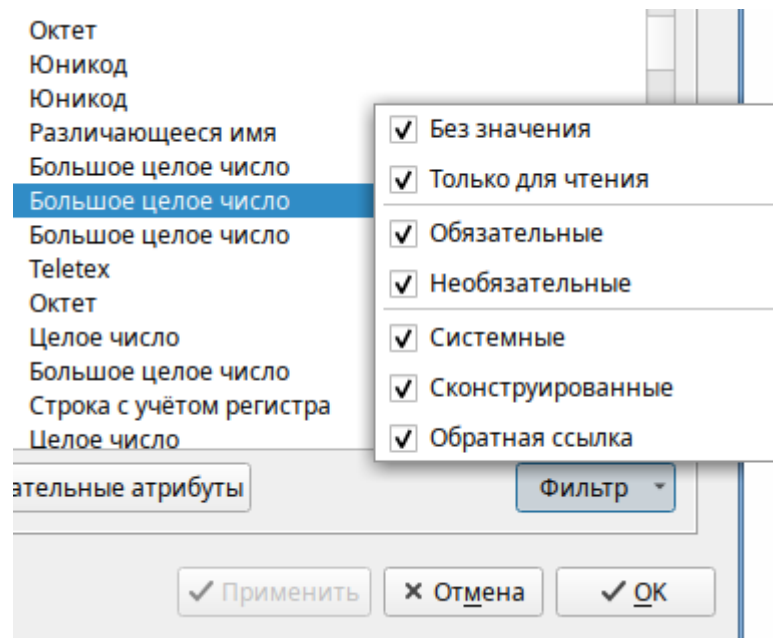 Октет
Юникод
Юникод
Различающееся имя
Большое целое число
Большое целое число
Большое целое число
Teletex
Октет
Целое число
Большое целое число
Строка с учётом регистра
Целое число
Без значения
Только для чтения
Обязательные
Необязательные
Системные
Сконструированные
Обратная ссылка
ательные атрибуты
Фильтр
Применить
Отмена
OK